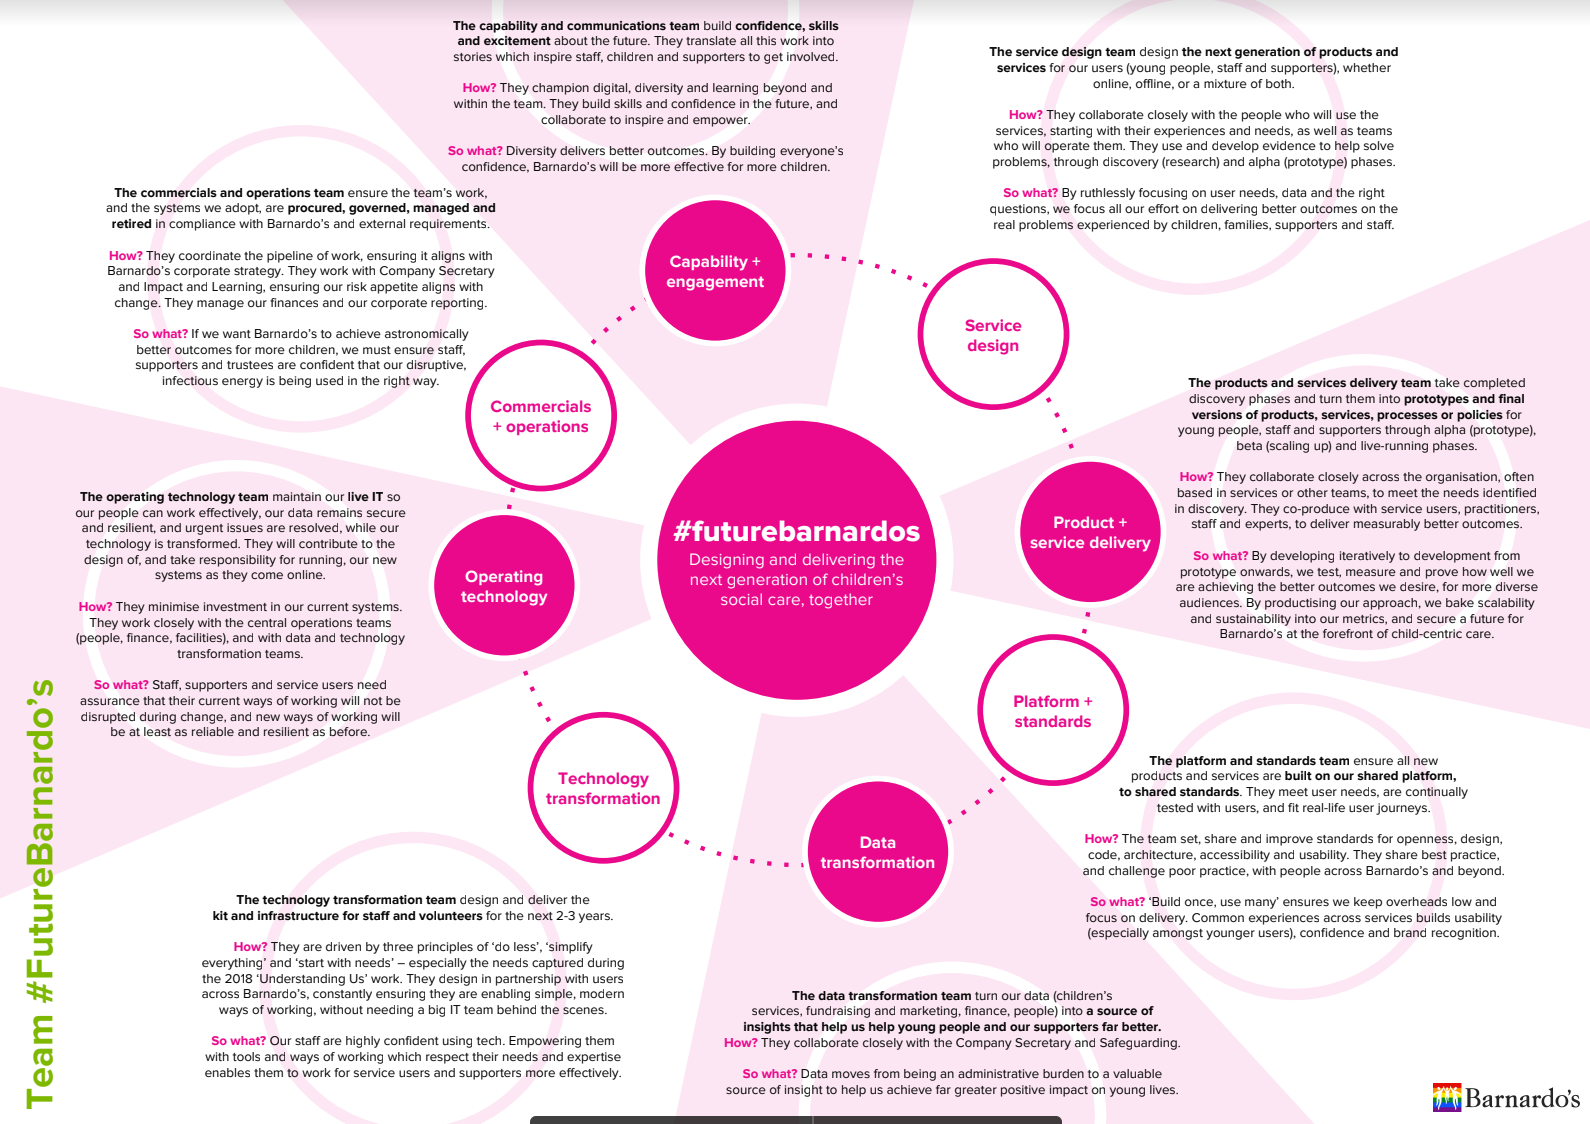 The capability and communications team build confidence, skills
and excitement about the future. They translate all this work into
stories which inspire staff, children and supporters to get involved.
How? They champion digital, diversity and learning beyond and
within the team. They build skills and confidence in the future, and
collaborate to inspire and empower.
So what? Diversity delivers better outcomes. By building everyone's
confidence, Barnardo's will be more effective for more children.
The service design team design the next generation of products and
services for our users (young people, staff and supporters), whether
online, offline, or a mixture of both.
How? They collaborate closely with the people who will use the
services, starting with their experiences and needs, as well as teams
who will operate them. They use and develop evidence to help solve
problems, through discovery (research) and alpha (prototype) phases.
So what? By ruthlessly focusing on user needs, data and the right
questions, we focus all our effort on delivering better outcomes on the
real problems experienced by children, families, supporters and staff.
The commercials and operations team ensure the team's work,
and the systems we adopt, are procured, governed, managed and
retired in compliance with Barnardo's and external requirements.
How? They coordinate the pipeline of work, ensuring it aligns with
Barnardo's corporate strategy. They work with Company Secretary
and Impact and Learning, ensuring our risk appetite aligns with
change. They manage our finances and our corporate reporting.
So what? If we want Barnardo's to achieve astronomically
better outcomes for more children, we must ensure staff,
supporters and trustees are confident that our disruptive,
infectious energy is being used in the right way.
Capability +
engagement
Service
design
Commercials
+ operations
The products and services delivery team take completed
discovery phases and turn them into prototypes and final
versions of products, services, processes or policies for
young people, staff and supporters through alpha (prototype),
beta (scaling up) and live-running phases.
How? They collaborate closely across the organisation, often
based in services or other teams, to meet the needs identified
in discovery. They co-produce with service users, practitioners,
staff and experts, to deliver measurably better outcomes.
So what? By developing iteratively to development from
prototype onwards, we test, measure and prove how well we
are achieving the better outcomes we desire, for more diverse
audiences. By productising our approach, we bake scalability
and sustainability into our metrics, and secure a future for
Barnardo's at the forefront of child-centric care.
The operating technology team maintain our live IT so
our people can work effectively, our data remains secure
and resilient, and urgent issues are resolved, while our
technology is transformed. They will contribute to the
design of, and take responsibility for running, our new
systems as they come online.
How? They minimise investment in our current systems.
They work closely with the central operations teams
(people, finance, facilities), and with data and technology
transformation teams.
So what? Staff, supporters and service users need
assurance that their current ways of working will not be
disrupted during change, and new ways of working will
be at least as reliable and resilient as before.
#futurebarnardos
Designing and delivering the
next generation of children's
social care, together
Product +
service delivery
Operating
technology
Platform +
standards
Technology
transformation
Data
transformation
The platform and standards team ensure all new
products and services are built on our shared platform,
to shared standards. They meet user needs, are continually
tested with users, and fit real-life user journeys.
How? The team set, share and improve standards for openness, design,
code, architecture, accessibility and usability. They share best practice,
and challenge poor practice, with people across Barnardo's and beyond.
So what? 'Build once, use many' ensures we keep overheads low and
focus on delivery. Common experiences across services builds usability
(especially amongst younger users), confidence and brand recognition.
The technology transformation team design and deliver the
kit and infrastructure for staff and volunteers for the next 2-3 years.
How? They are driven by three principles of 'do less', 'simplify
everything' and 'start with needs' – especially the needs captured during
the 2018 'Understanding Us' work. They design in partnership with users
across Barnardo's, constantly ensuring they are enabling simple, modern
ways of working, without needing a big IT team behind the scenes.
So what? Our staff are highly confident using tech. Empowering them
with tools and ways of working which respect their needs and expertise
enables them to work for service users and supporters more effectively.
The data transformation team turn our data (children's
services, fundraising and marketing, finance, people) into a source of
insights that help us help young people and our supporters far better.
How? They collaborate closely with the Company Secretary and Safeguarding.
So what? Data moves from being an administrative burden to a valuable
source of insight to help us achieve far greater positive impact on young lives.
Team #FutureBarnardo's
Barnardo's